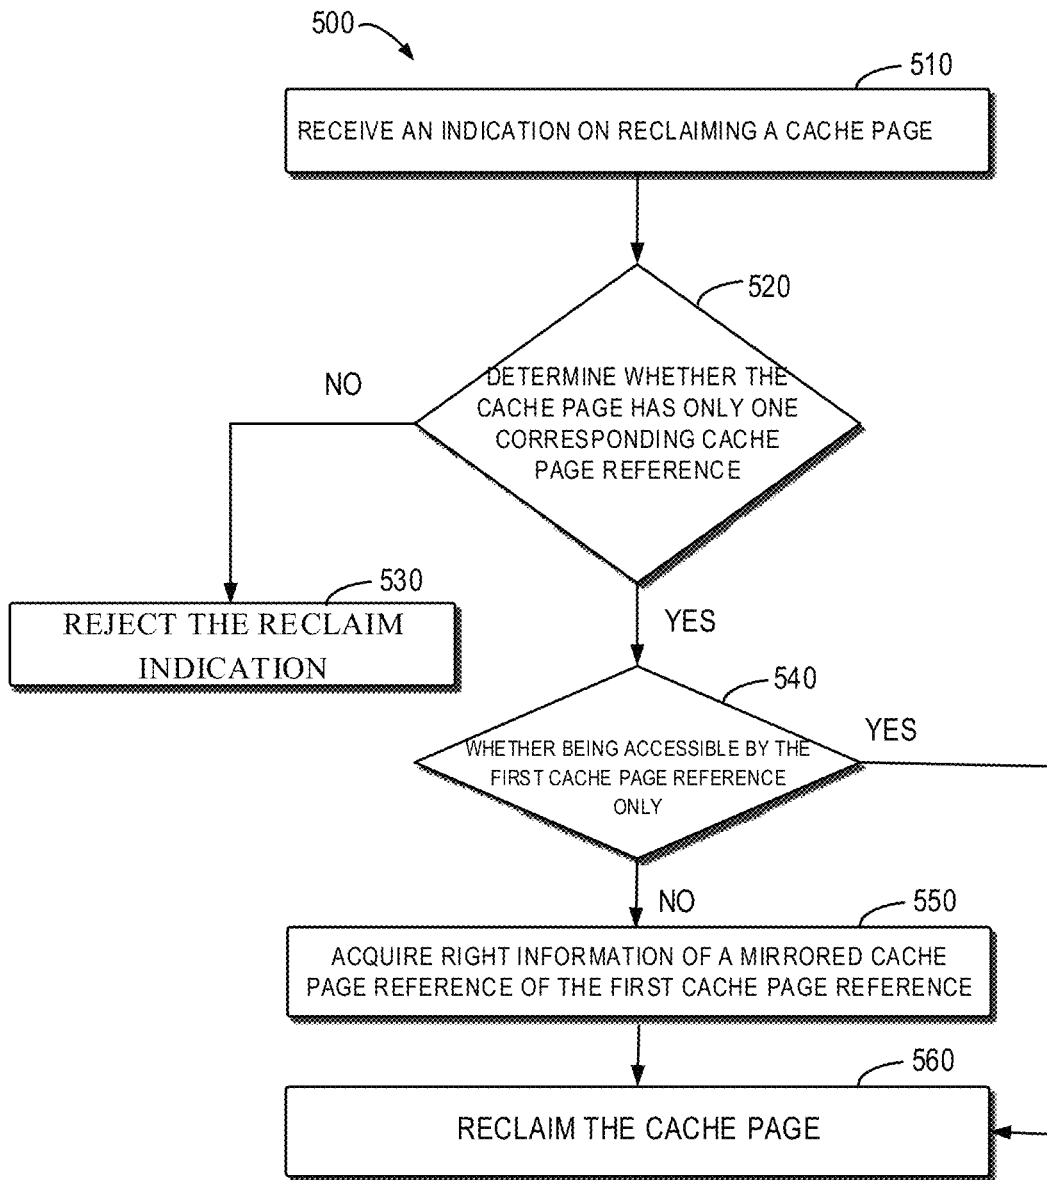 500
510
RECEIVE AN INDICATION ON RECLAIMING A CACHE PAGE
520
DETERMINE WHETHER THE
CACHE PAGE HAS ONLY ONE
CORRESPONDING CACHE
PAGE REFERENCE
NO
530
REJECT THE RECLAIM
INDICATION
YES
540
WHETHER BEING ACCESSIBLE BY THE
FIRST CACHE PAGE REFERENCE
ONLY
YES
NO
550
ACQUIRE RIGHT INFORMATION OF A MIRRORED CACHE
PAGE REFERENCE OF THE FIRST CACHE PAGE REFERENCE
560
RECLAIM THE CACHE PAGE